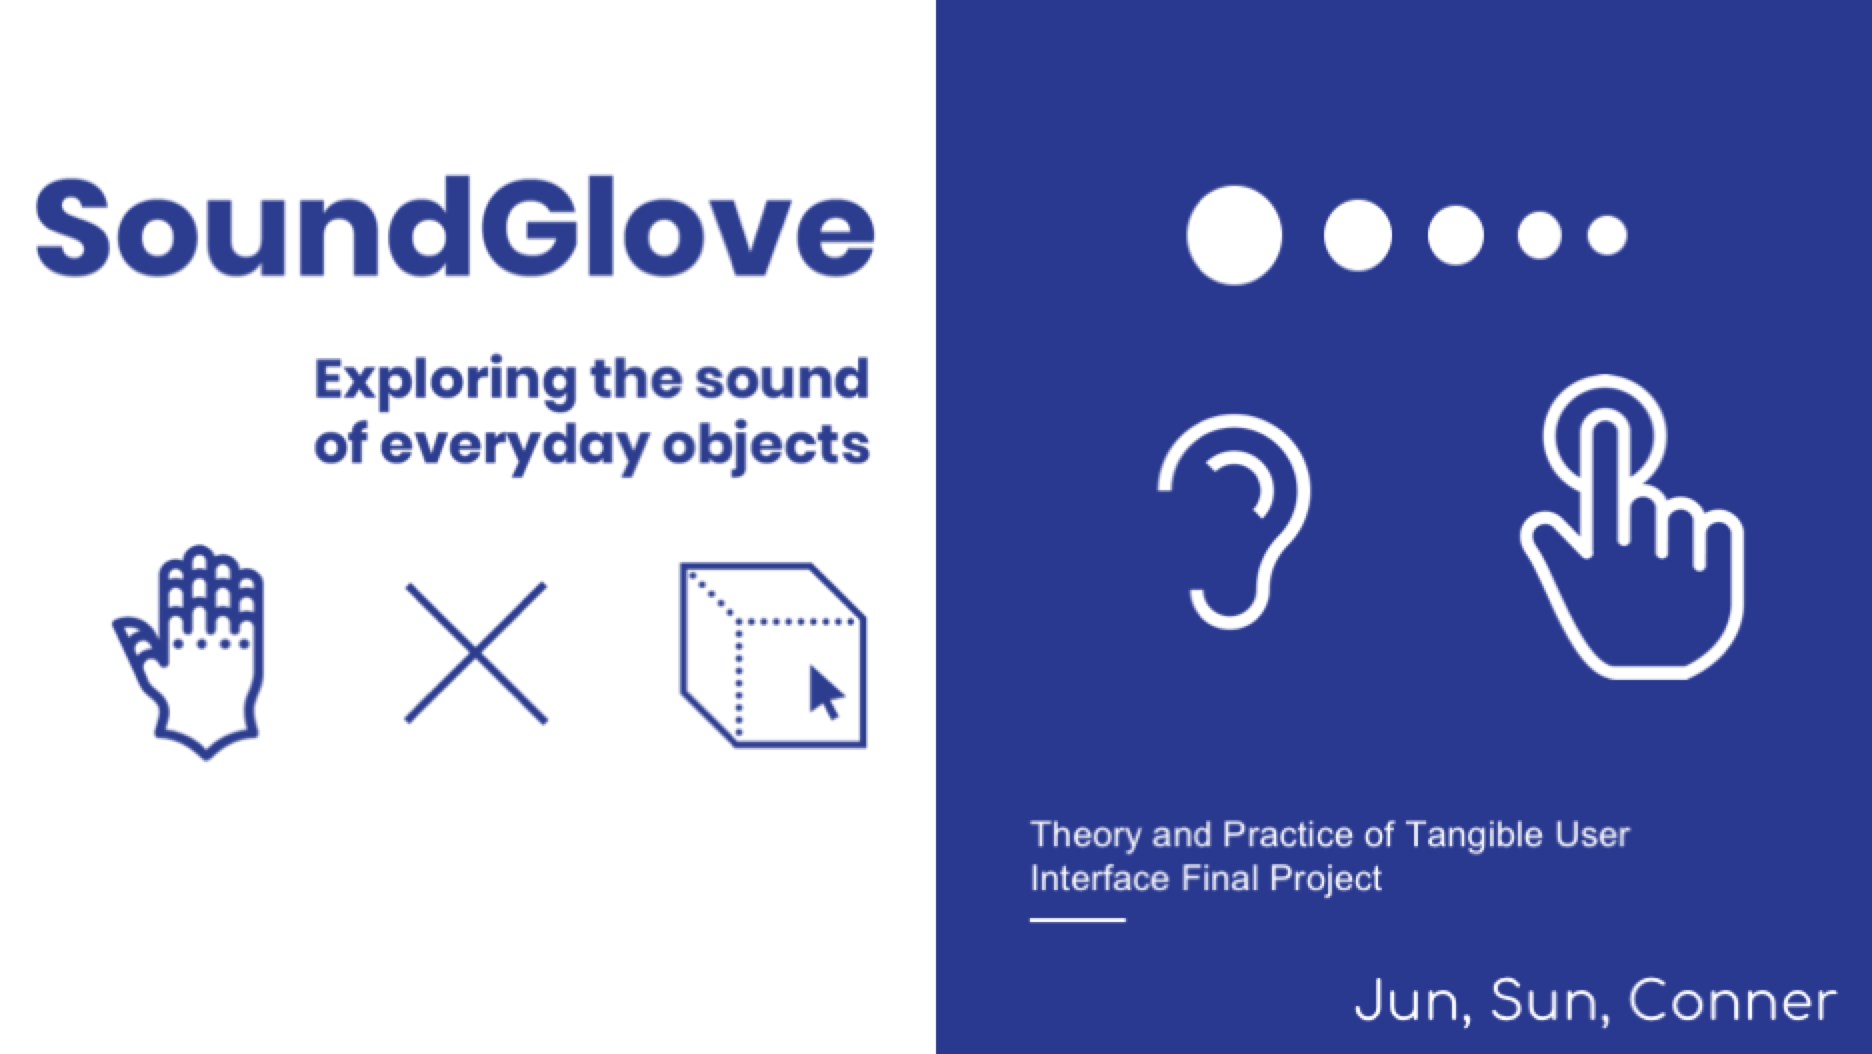 SoundGlove
Exploring the sound
of everyday objects
Theory and Practice of Tangible User
Interface Final Project
Jun, Sun, Conner